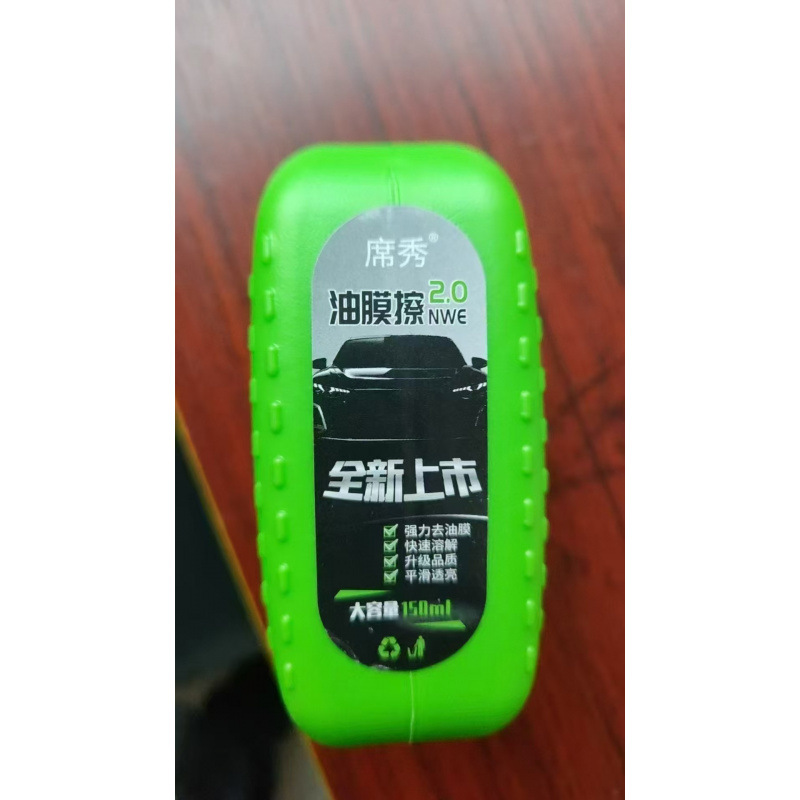 席秀®
油膜擦 2.0
NWE
全新上市
强力去油膜
快速溶解
升级品质
平滑透亮
大容量150ml